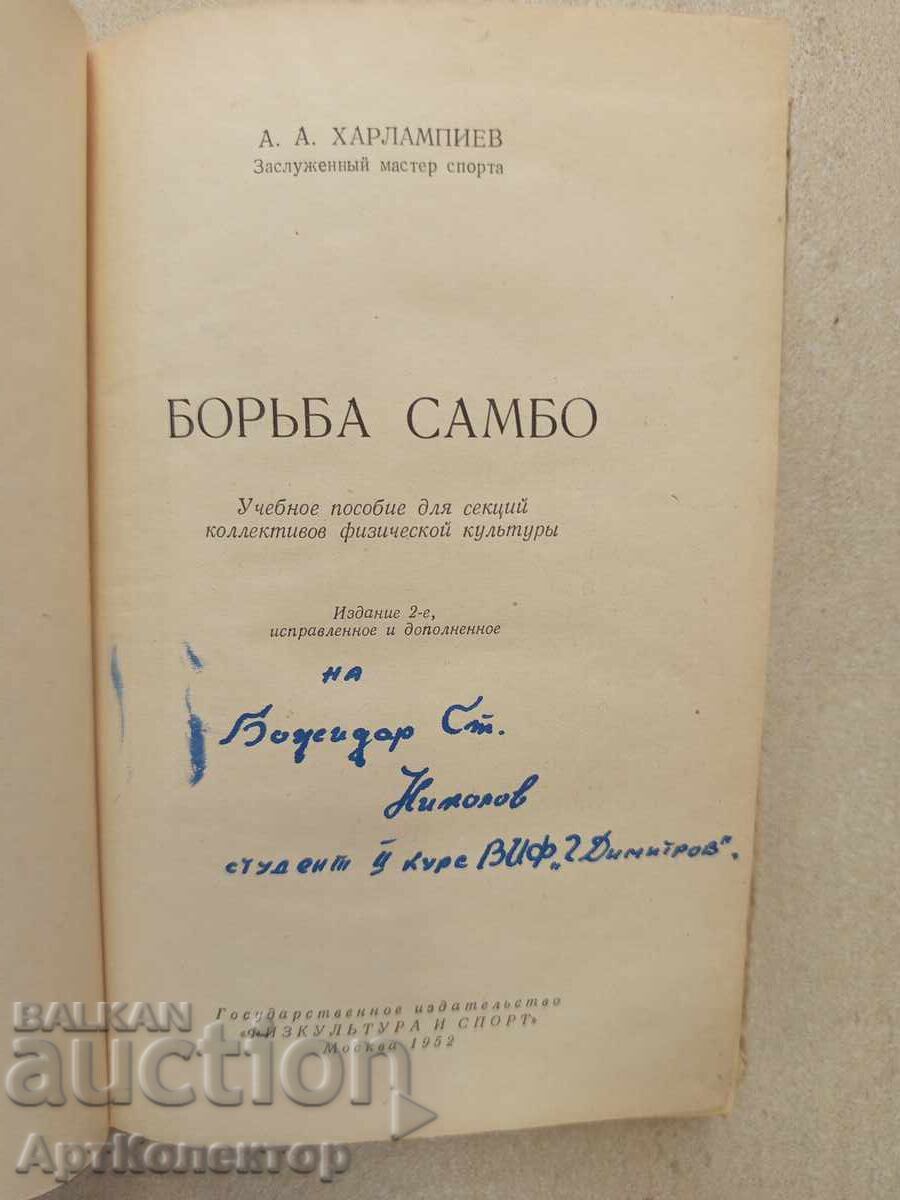 А. А. ХАРЛАМПИЕВ
Заслуженный мастер спорта
БОРЬБА САМБО
Учебное пособие для секций
коллективов физической культуры
Издание 2-е,
исправленное и дополненное
на
Божидар Ст.
Николов
студент II курс ВИФ „Г Димитров".
Государственное издательство
«ФИЗКУЛЬТУРА И СПОРТ»
Москва 1952
BALKAN
auction
АртКолектор